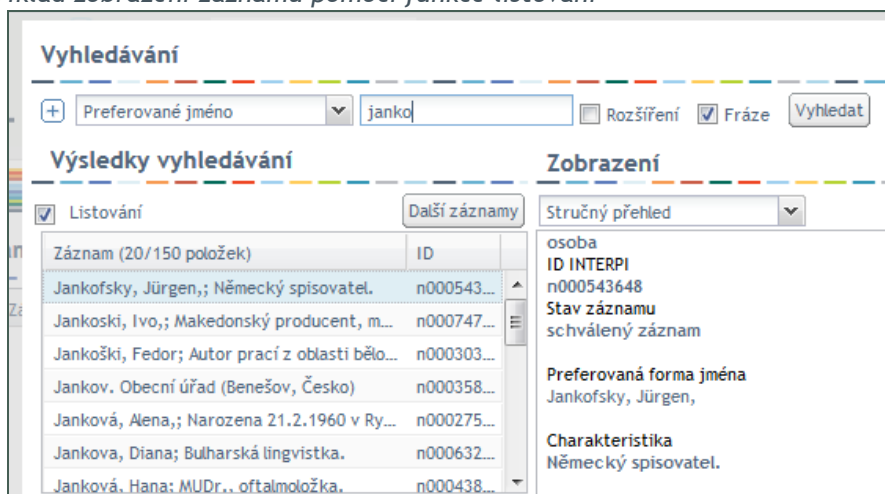 záznamu pomocí funkce listování
Vyhledávání
Preferované jméno janko Rozšíření Fráze Vyhledat
Výsledky vyhledávání
Listování Další záznamy
Záznam (20/150 položek) ID
Jankofsky, Jürgen,; Německý spisovatel. n000543...
Jankoski, Ivo,; Makedonský producent, m... n000747...
Jankoški, Fedor; Autor prací z oblasti bělo... n000303...
Jankov. Obecní úřad (Benešov, Česko) n000358...
Janková, Alena,; Narozena 21.2.1960 v Ry... n000275...
Jankova, Diana; Bulharská lingvistka. n000632...
Janková, Hana; MUDr., oftalmoložka. n000438...
Zobrazení
Stručný přehled
osoba
ID INTERPI
n000543648
Stav záznamu
schválený záznam
Preferovaná forma jména
Jankofsky, Jürgen,
Charakteristika
Německý spisovatel.